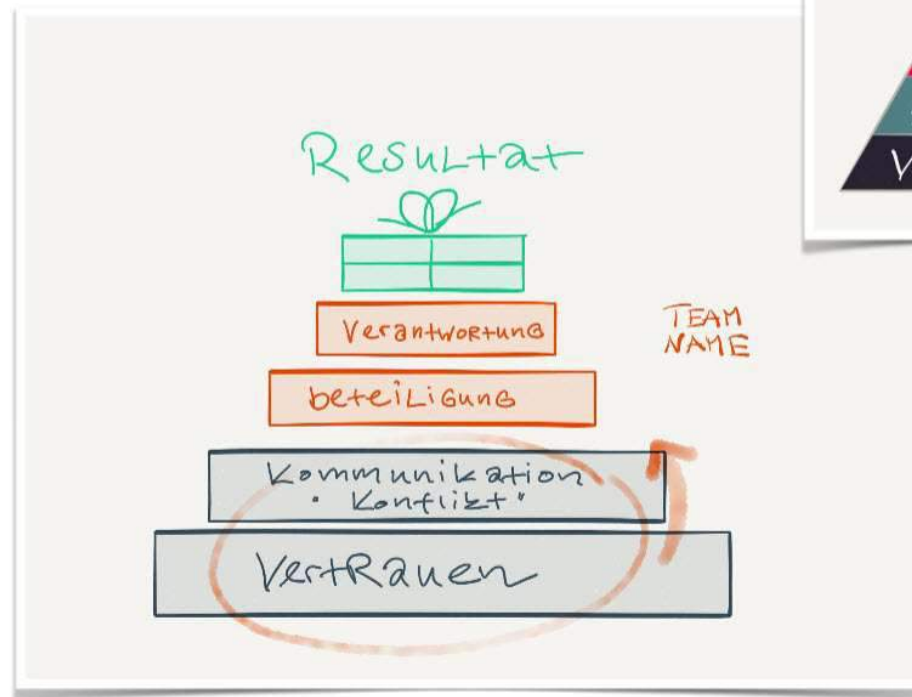 Resultat
Verantwortung
TEAM
NAME
beteiligung
Kommunikation
"Konflikt"
Vertrauen
V